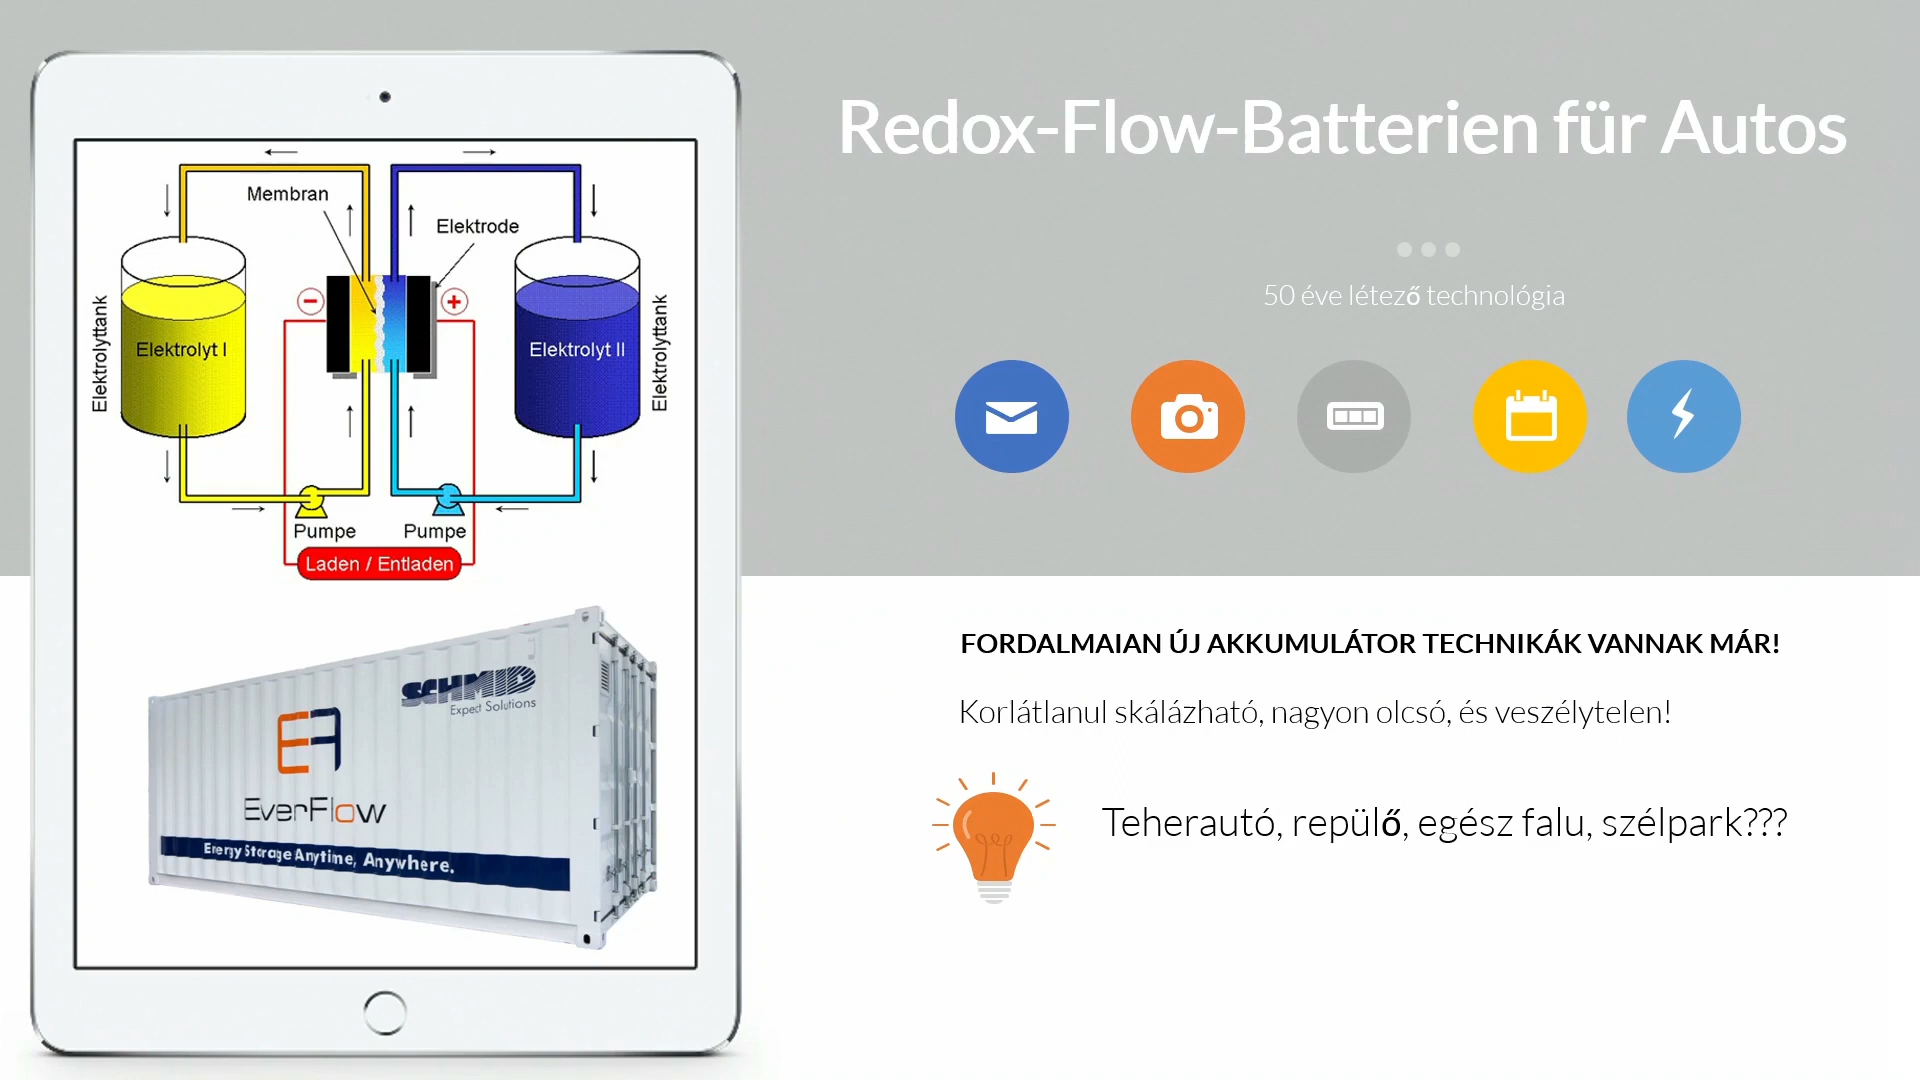 Membran
Elektrode
Elektrolyttank
Elektrolyt I
−
+
Elektrolyt II
Elektrolyttank
Pumpe
Pumpe
Laden / Entladen
SCHMID
Expect Solutions
EF
EverFlow
Energy Storage Anytime, Anywhere.
Redox-Flow-Batterien für Autos
50 éve létező technológia
FORDALMAIAN ÚJ AKKUMULÁTOR TECHNIKÁK VANNAK MÁR!
Korlátlanul skálázható, nagyon olcsó, és veszélytelen!
Teherautó, repülő, egész falu, szélpark???